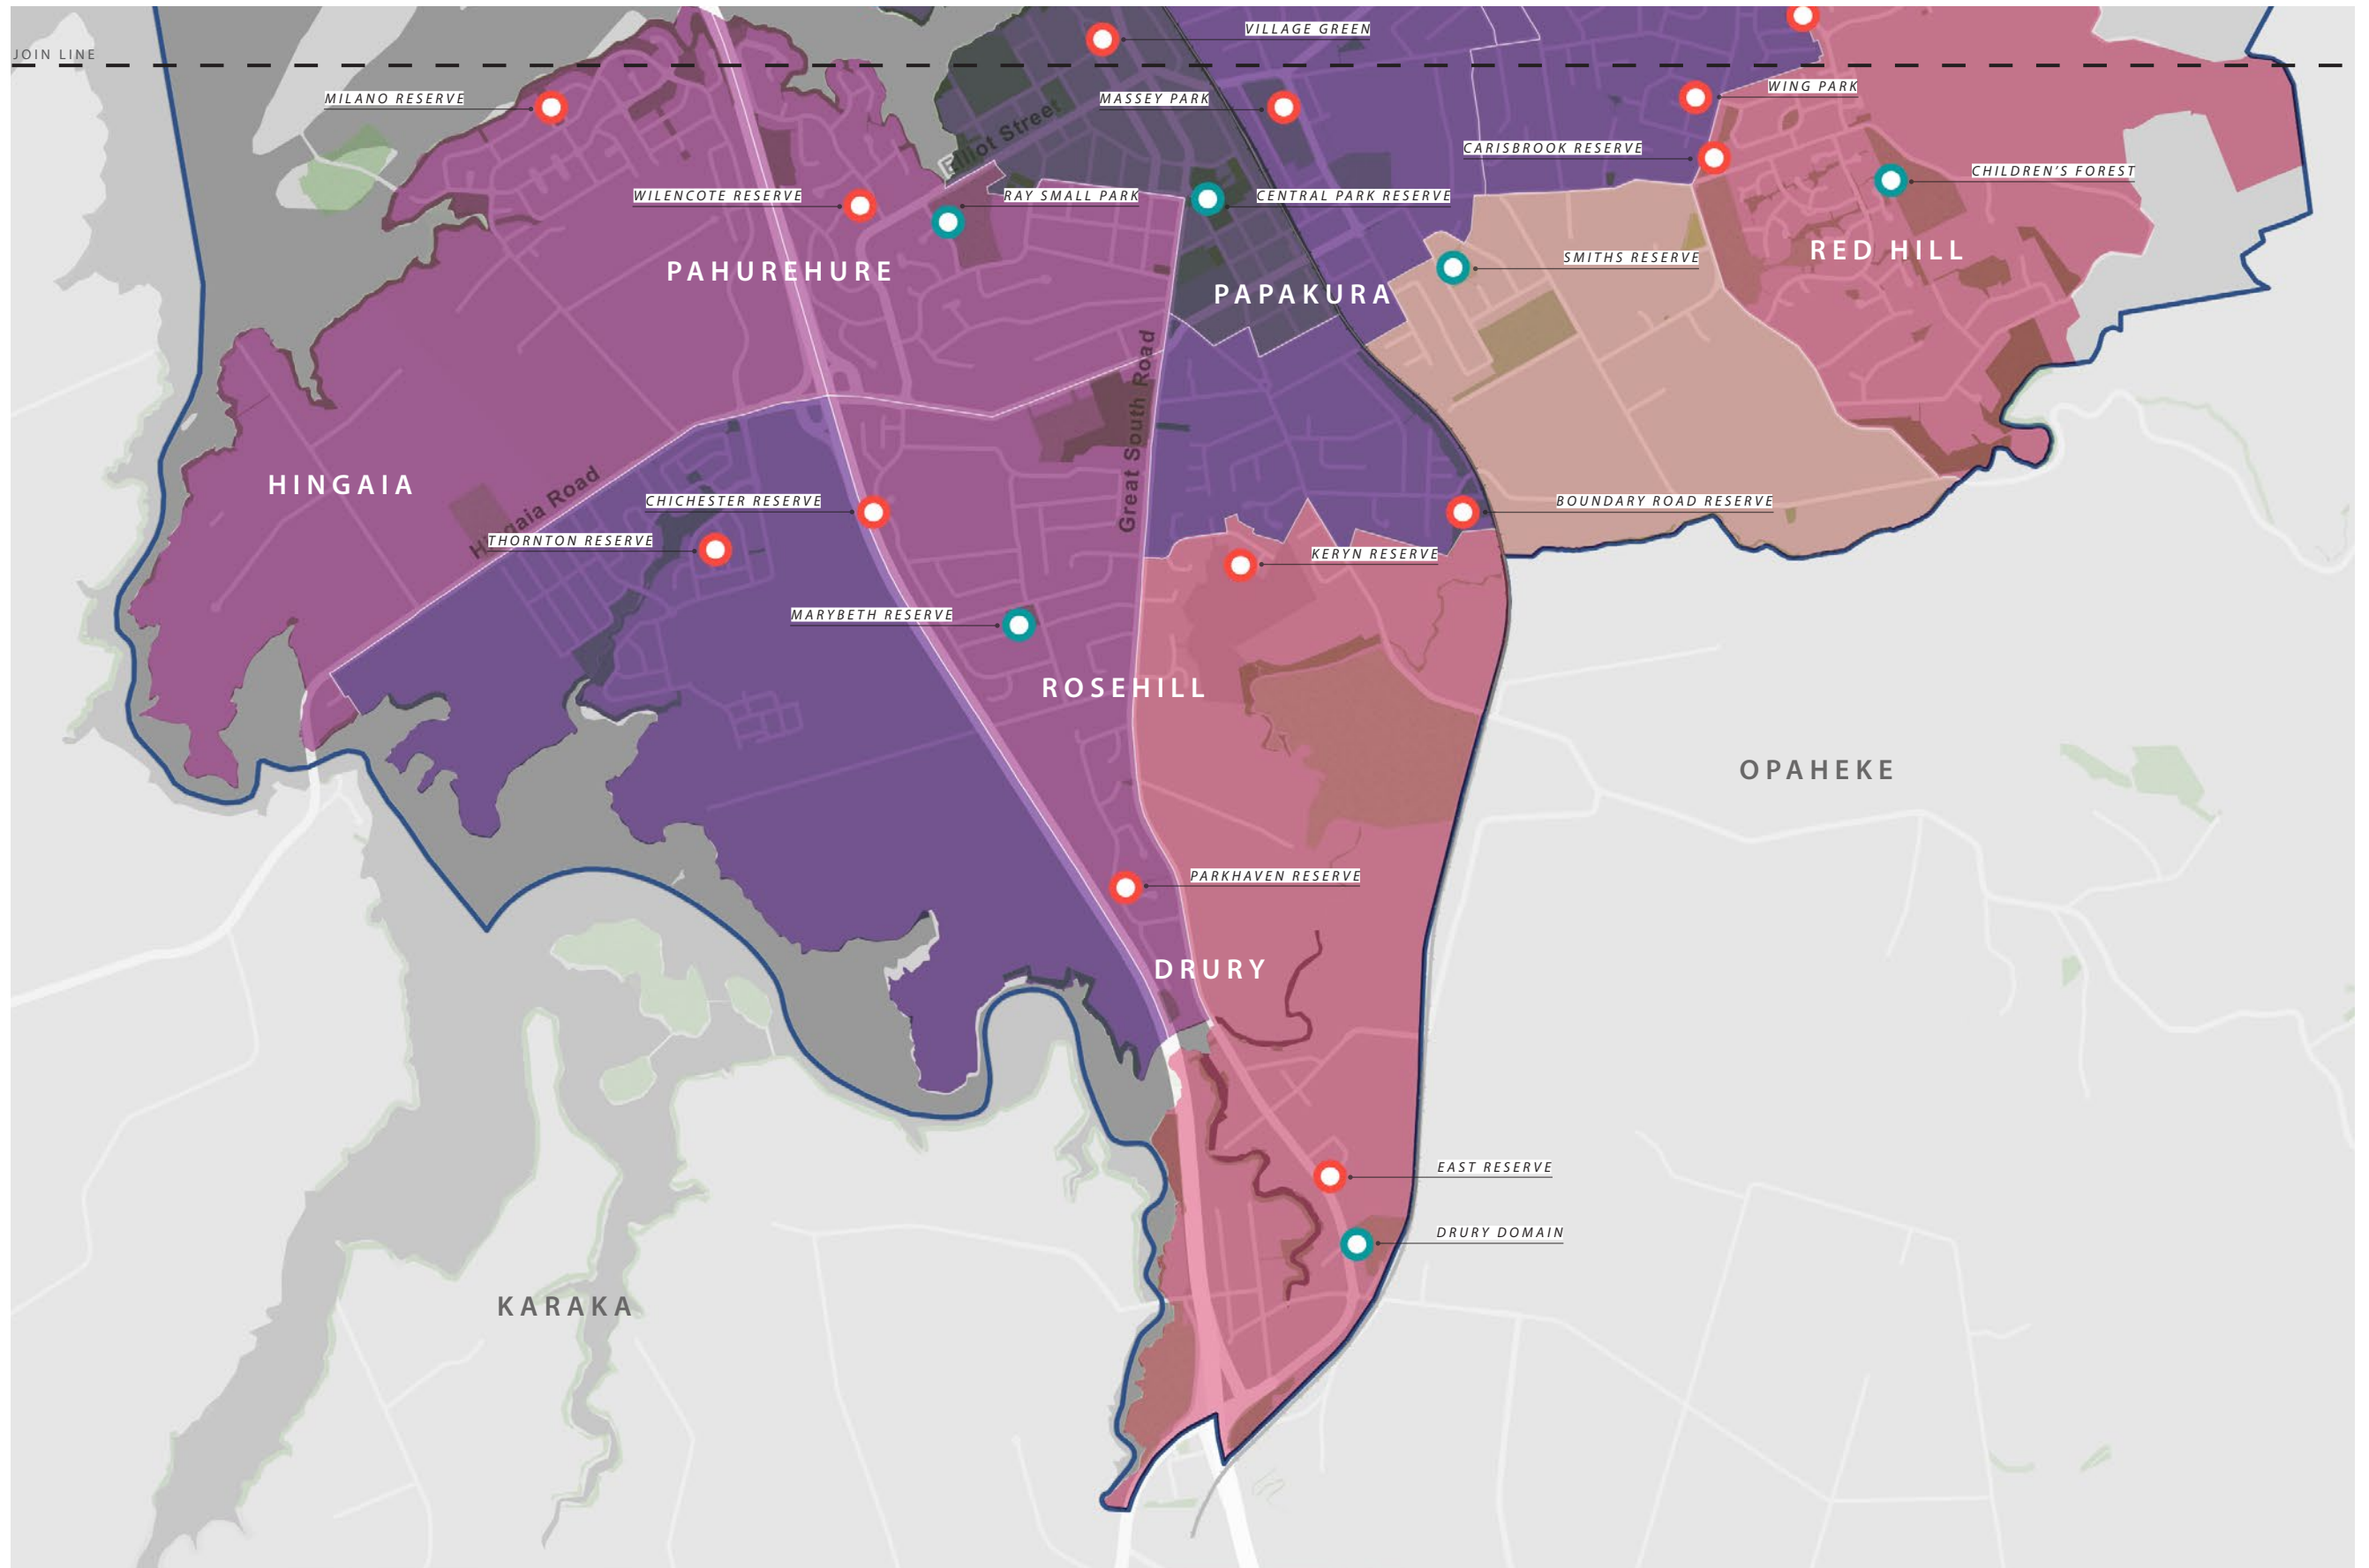 VILLAGE GREEN
JOIN LINE
MILANO RESERVE
MASSEY PARK
WING PARK
Elliot Street
CARISBROOK RESERVE
CHILDREN'S FOREST
WILENCOTE RESERVE
RAY SMALL PARK
CENTRAL PARK RESERVE
RED HILL
SMITHS RESERVE
PAHUREHURE
PAPAKURA
Great South Road
HINGAIA
Hingaia Road
CHICHESTER RESERVE
BOUNDARY ROAD RESERVE
THORNTON RESERVE
KERYN RESERVE
MARYBETH RESERVE
ROSEHILL
OPAHEKE
PARKHAVEN RESERVE
DRURY
EAST RESERVE
DRURY DOMAIN
KARAKA